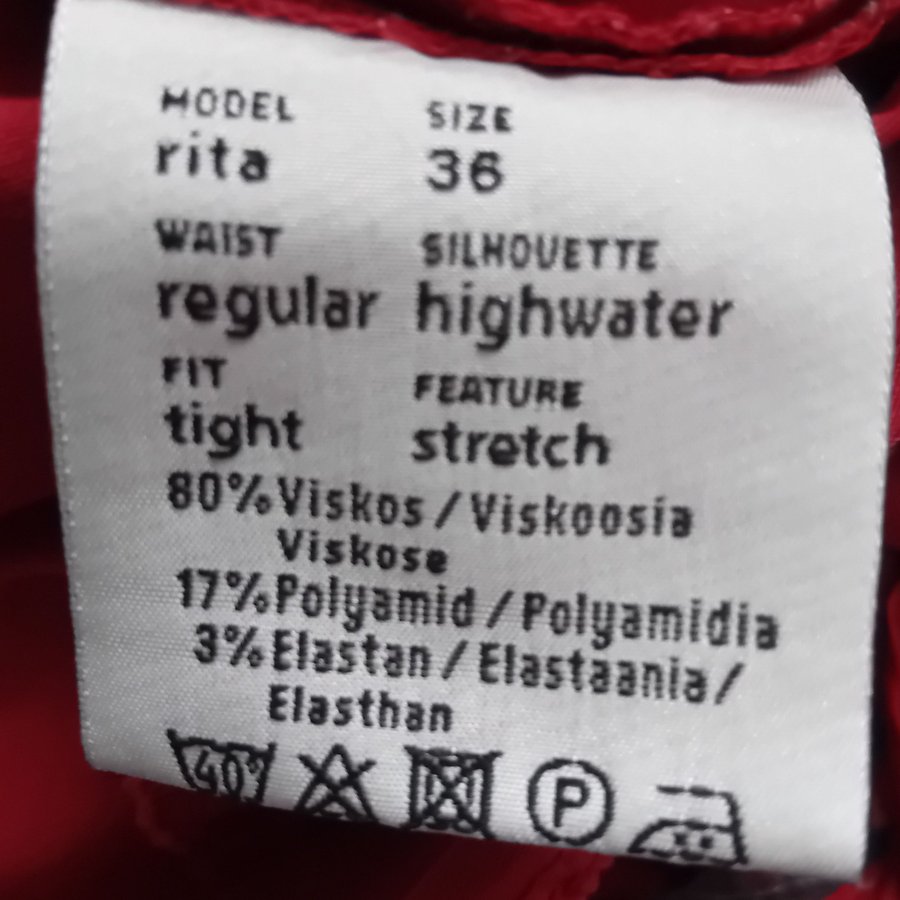 MODEL SIZE
rita 36
WAIST SILHOUETTE
regular highwater
FIT FEATURE
tight stretch
80% Viskos / Viskoosia
Viskose
17% Polyamid / Polyamidia
3% Elastan / Elastaania /
Elasthan
40° P